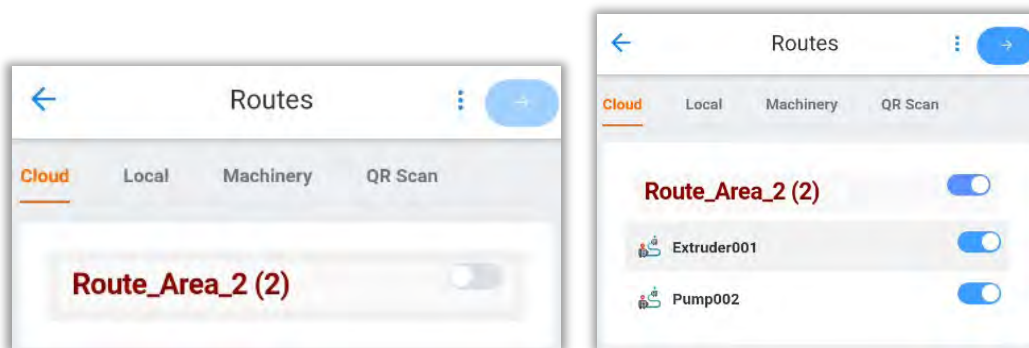 Routes
Cloud Local Machinery QR Scan
Route_Area_2 (2)
Routes
Cloud Local Machinery QR Scan
Route_Area_2 (2)
Extruder001
Pump002